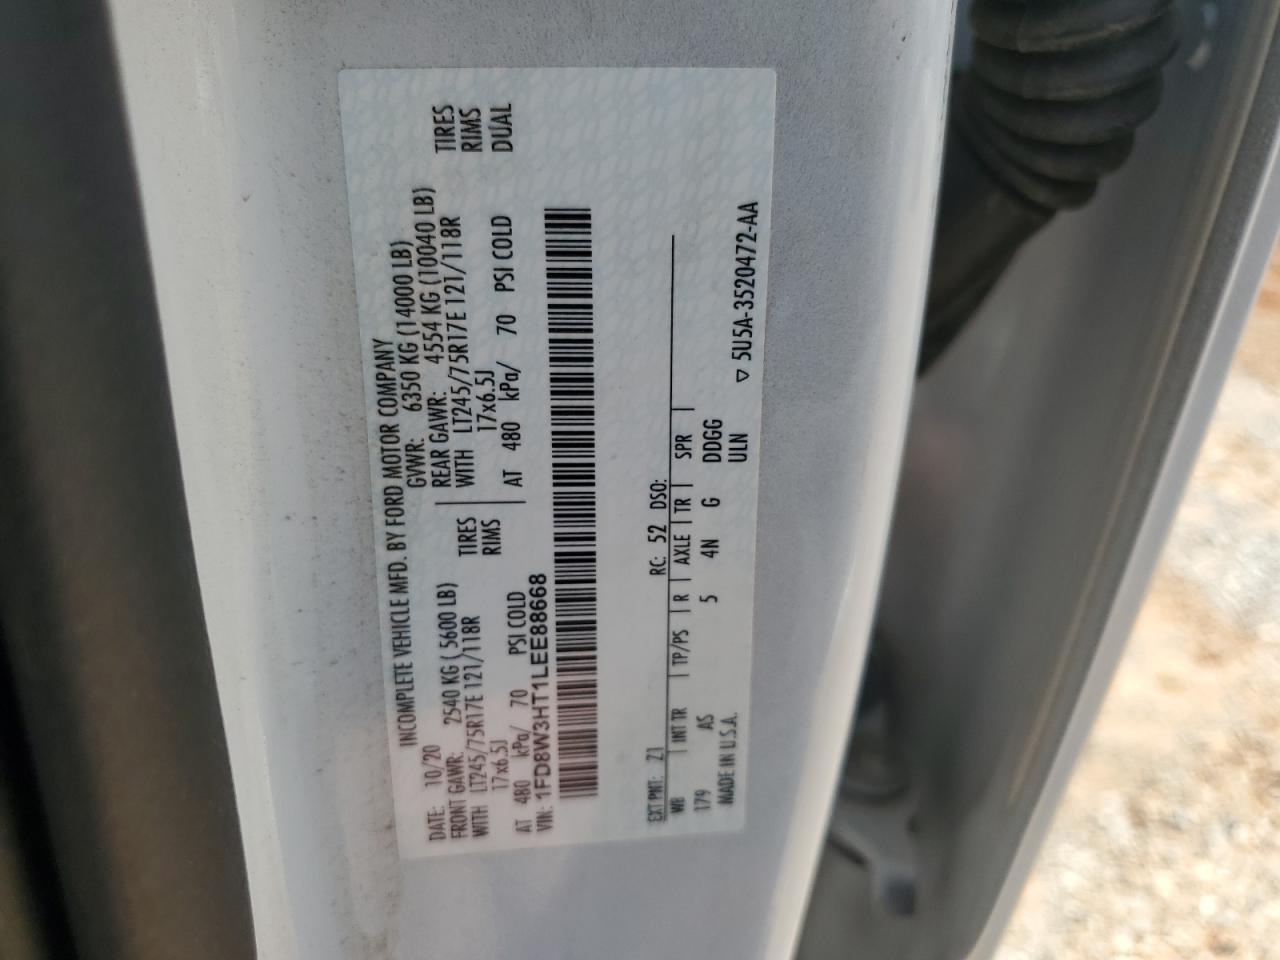 INCOMPLETE VEHICLE MFD. BY FORD MOTOR COMPANY
DATE: 10/20 GVWR: 6350 KG (14000 LB)
FRONT GAWR: 2540 KG (5600 LB) REAR GAWR: 4554 KG (10040 LB)
WITH LT245/75R17E 121/118R TIRES WITH LT245/75R17E 121/118R TIRES
17x6.5J RIMS 17x6.5J RIMS
AT 480 kPa/ 70 PSI COLD AT 480 kPa/ 70 PSI COLD DUAL
VIN: 1FD8W3HT1LEE88668
EXT PNT: Z1 RC: 52 DSO:
WB INT TR TP/PS R AXLE TR SPR
179 AS 5 4N G DDGG
MADE IN U.S.A. ULN
▽ 5U5A-3520472-AA